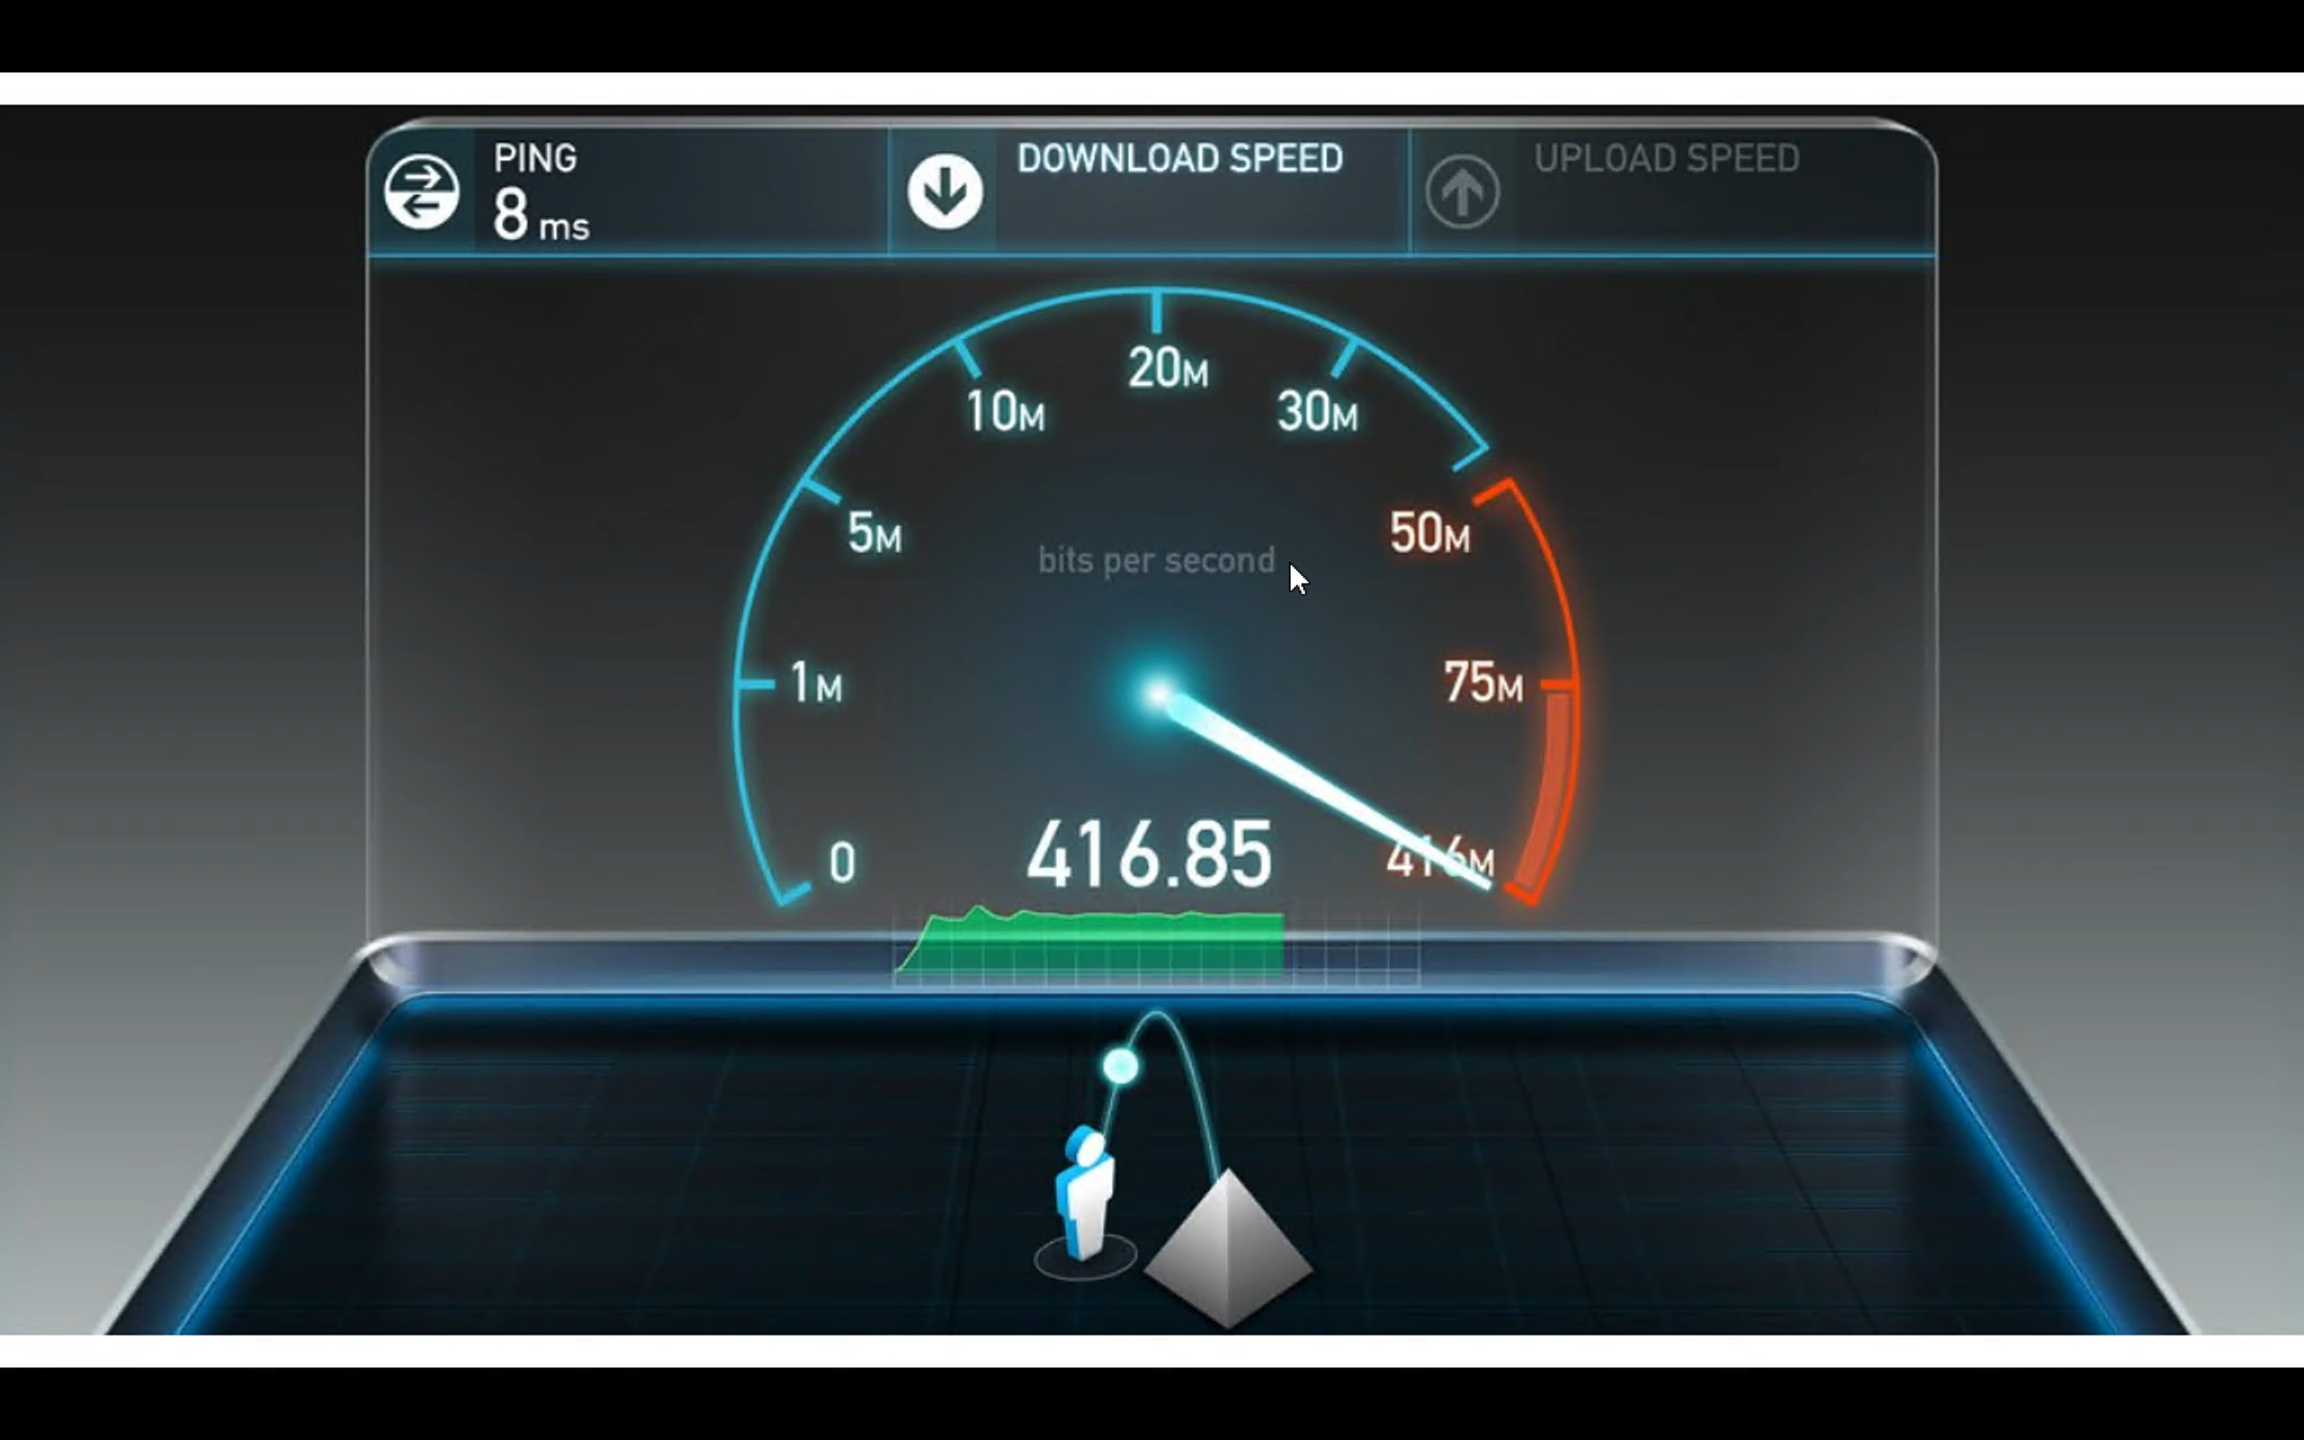 PING
8 ms
DOWNLOAD SPEED
UPLOAD SPEED
20M
10M
30M
5M
50M
bits per second
1M
75M
0
416.85
416M